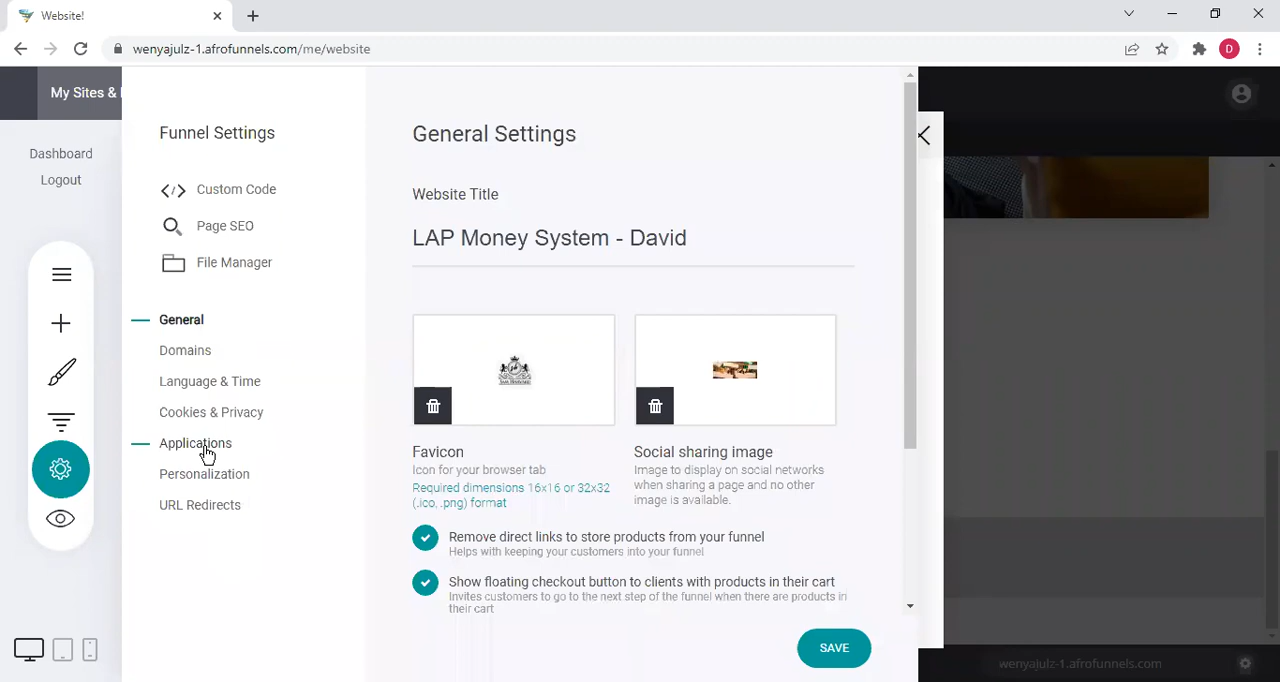 Website!
wenyajulz-1.afrofunnels.com/me/website
D
My Sites &
Dashboard
Logout
Funnel Settings
Custom Code
Page SEO
File Manager
General
Domains
Language & Time
Cookies & Privacy
Applications
Personalization
URL Redirects
General Settings
Website Title
LAP Money System - David
Favicon
Icon for your browser tab
Required dimensions 16x16 or 32x32
(.ico, .png) format
Social sharing image
Image to display on social networks
when sharing a page and no other
image is available.
Remove direct links to store products from your funnel
Helps with keeping your customers into your funnel
Show floating checkout button to clients with products in their cart
Invites customers to go to the next step of the funnel when there are products in
their cart
SAVE
wenyajulz-1.afrofunnels.com